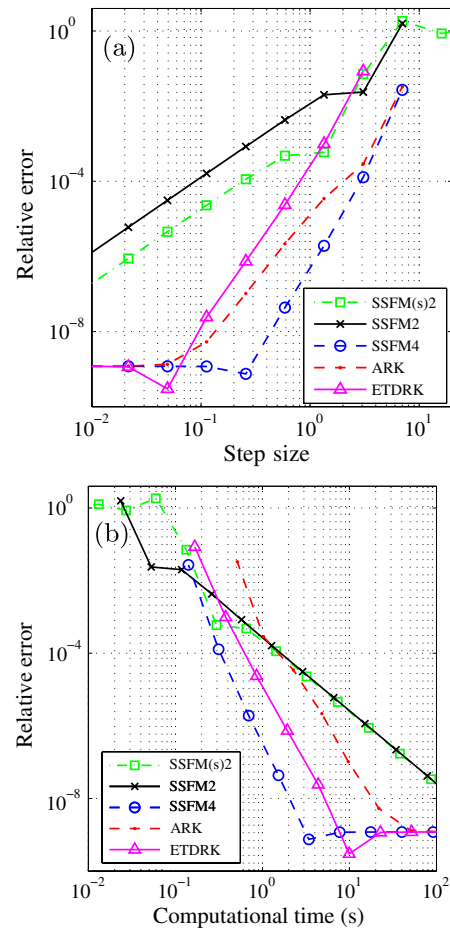 (a)
Relative error
10^0
10^-4
10^-8
SSFM(s)2
SSFM2
SSFM4
ARK
ETDRK
10^-2
10^-1
10^0
10^1
Step size
(b)
Relative error
10^0
10^-4
10^-8
SSFM(s)2
SSFM2
SSFM4
ARK
ETDRK
10^-2
10^-1
10^0
10^1
10^2
Computational time (s)